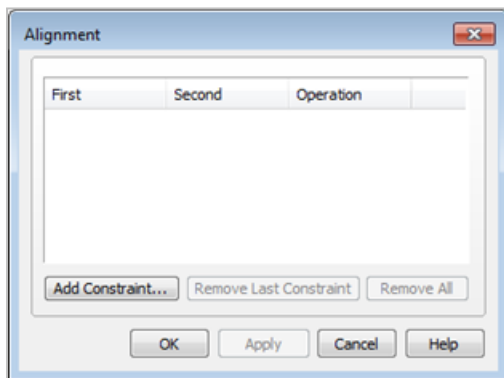 Alignment
First Second Operation
Add Constraint... Remove Last Constraint Remove All
OK Apply Cancel Help